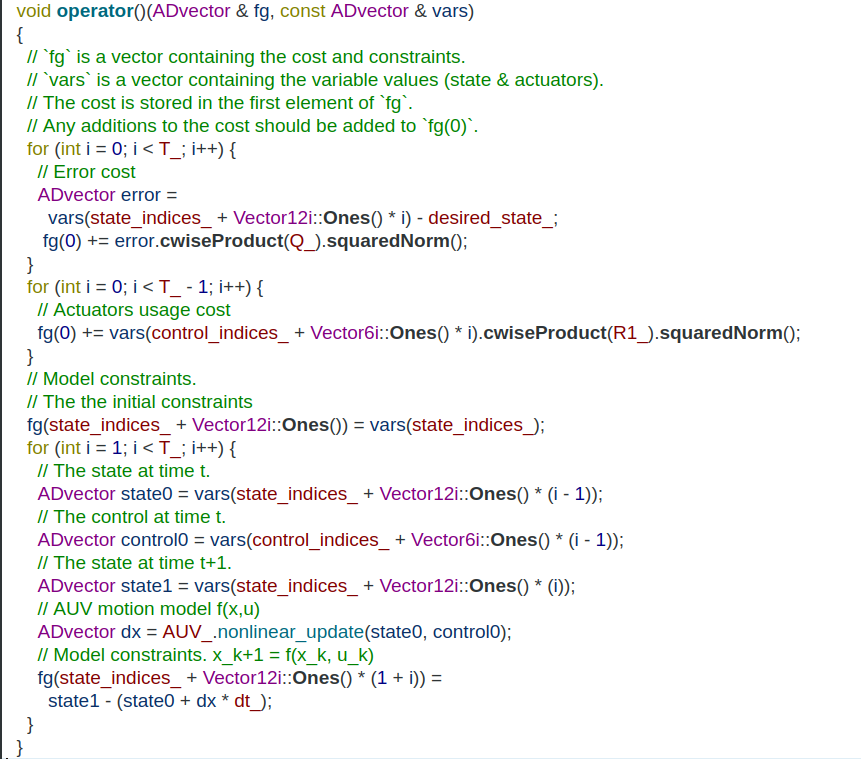 void operator()(ADvector & fg, const ADvector & vars)
{
// `fg` is a vector containing the cost and constraints.
// `vars` is a vector containing the variable values (state & actuators).
// The cost is stored in the first element of `fg`.
// Any additions to the cost should be added to `fg(0)`.
for (int i = 0; i < T_; i++) {
// Error cost
ADvector error =
vars(state_indices_ + Vector12i::Ones() * i) - desired_state_;
fg(0) += error.cwiseProduct(Q_).squaredNorm();
}
for (int i = 0; i < T_ - 1; i++) {
// Actuators usage cost
fg(0) += vars(control_indices_ + Vector6i::Ones() * i).cwiseProduct(R1_).squaredNorm();
}
// Model constraints.
// The the initial constraints
fg(state_indices_ + Vector12i::Ones()) = vars(state_indices_);
for (int i = 1; i < T_; i++) {
// The state at time t.
ADvector state0 = vars(state_indices_ + Vector12i::Ones() * (i - 1));
// The control at time t.
ADvector control0 = vars(control_indices_ + Vector6i::Ones() * (i - 1));
// The state at time t+1.
ADvector state1 = vars(state_indices_ + Vector12i::Ones() * (i));
// AUV motion model f(x,u)
ADvector dx = AUV_.nonlinear_update(state0, control0);
// Model constraints. x_k+1 = f(x_k, u_k)
fg(state_indices_ + Vector12i::Ones() * (1 + i)) =
state1 - (state0 + dx * dt_);
}
}